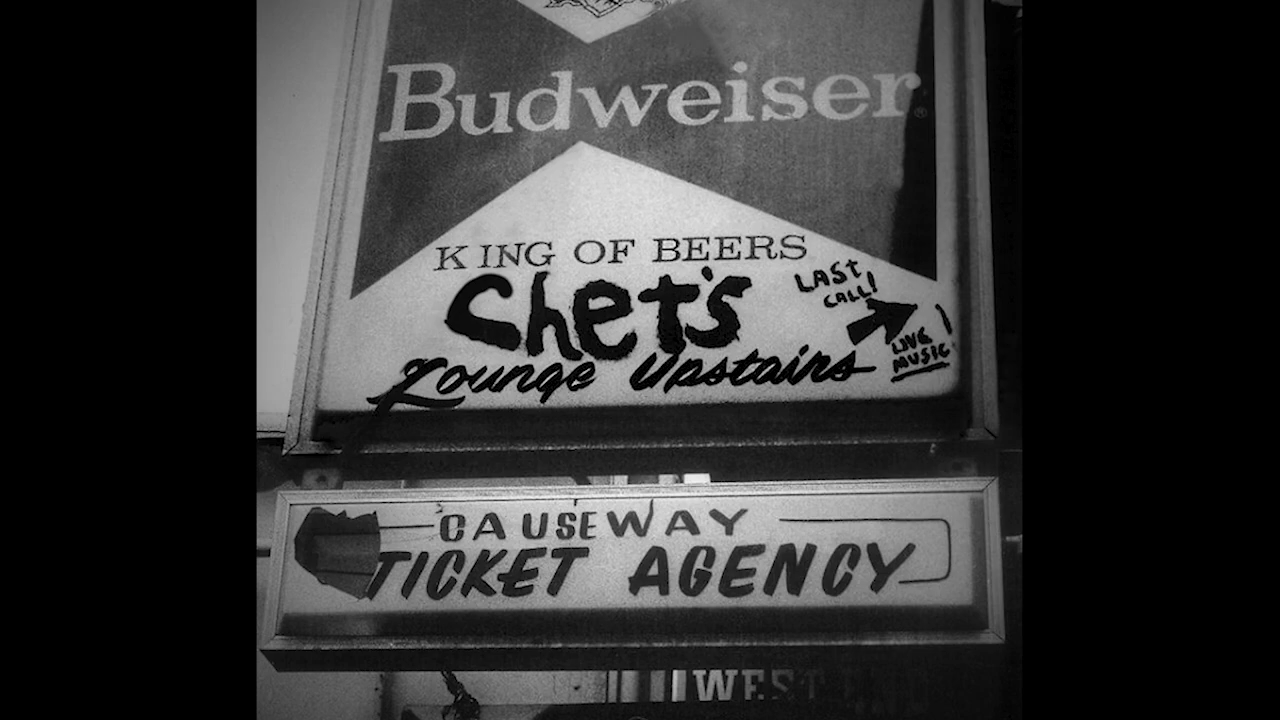 Budweiser®
KING OF BEERS
Chet's
LAST
CALL!
Lounge Upstairs
LIVE
MUSIC
CAUSEWAY
TICKET AGENCY
WEST